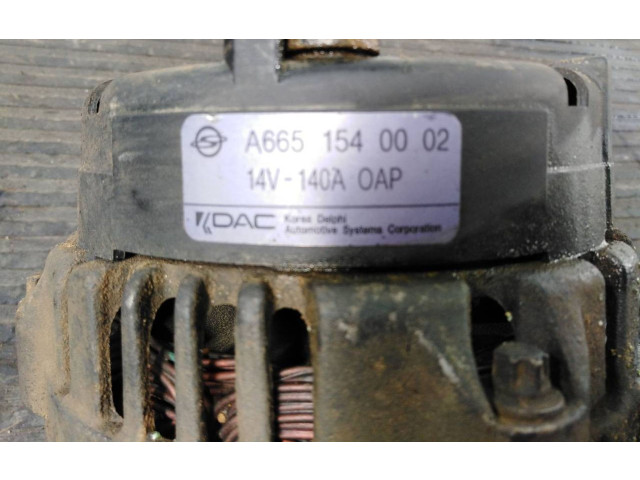 A665 154 00 02
14V-140A OAP
KDAC Korea Delphi
Automotive Systems Corporation